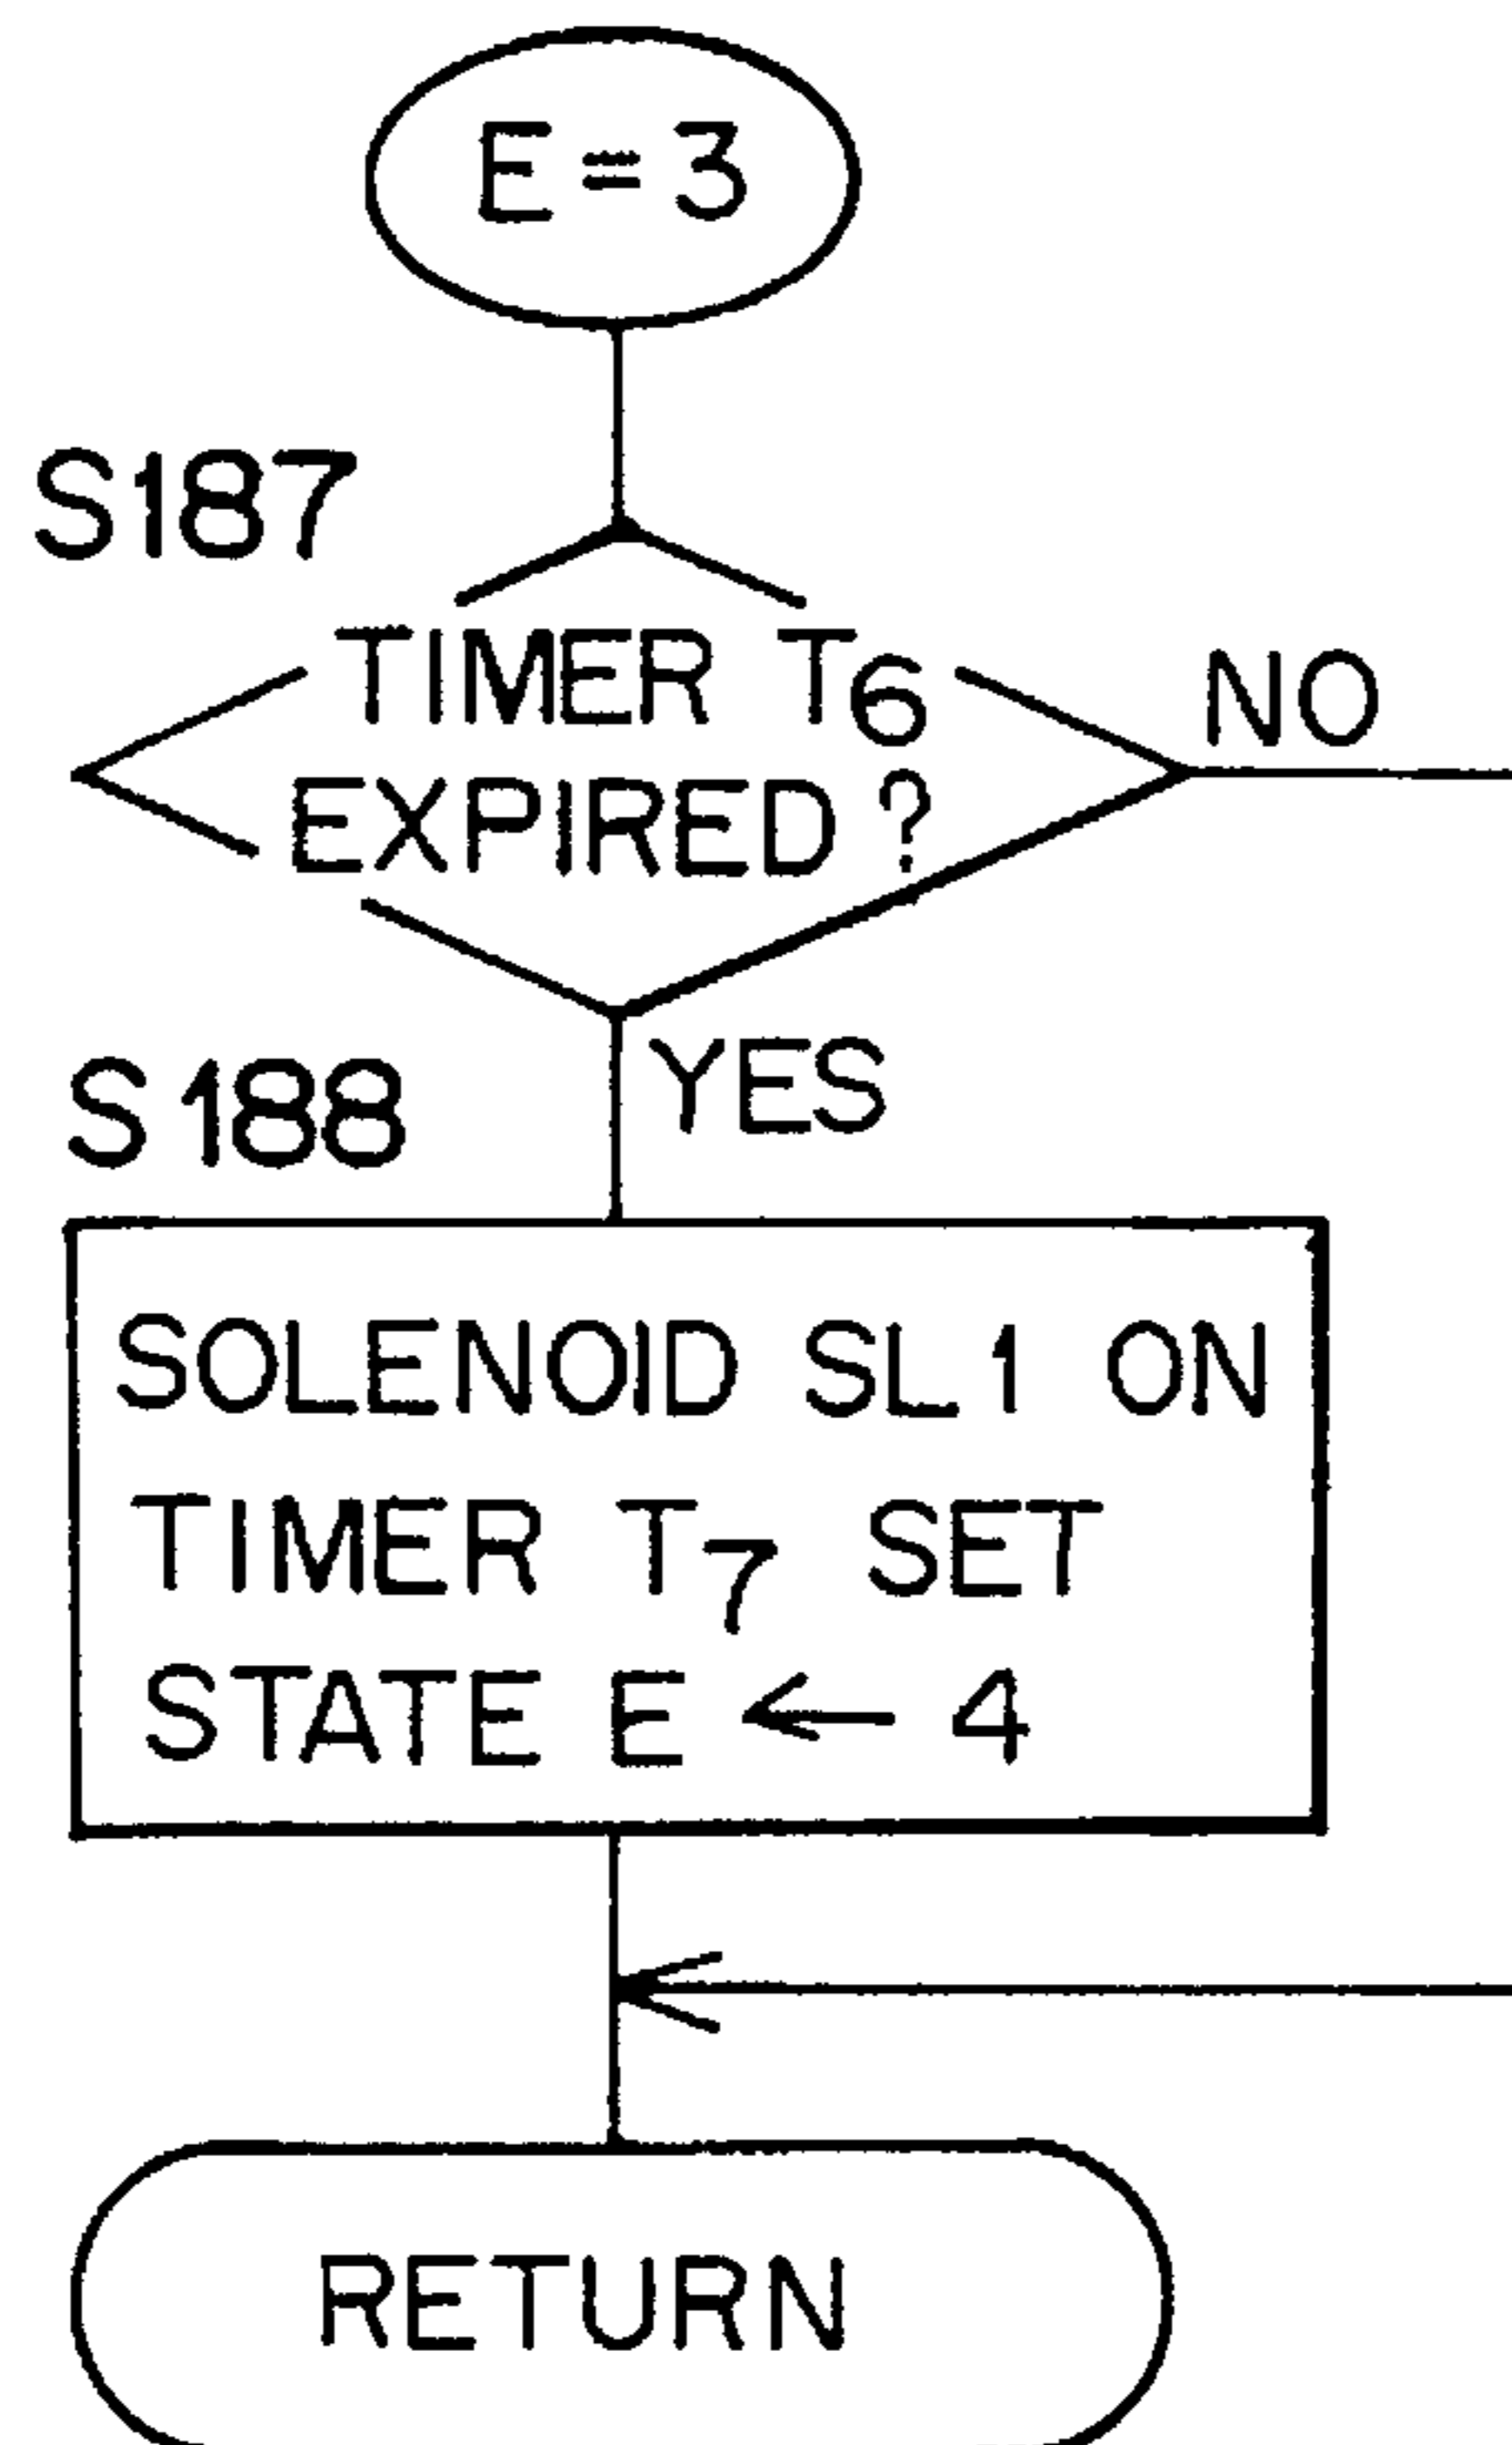 E=3
S187
TIMER T₆
EXPIRED?
NO
YES
S188
SOLENOID SL1 ON
TIMER T₇ SET
STATE E ← 4
RETURN